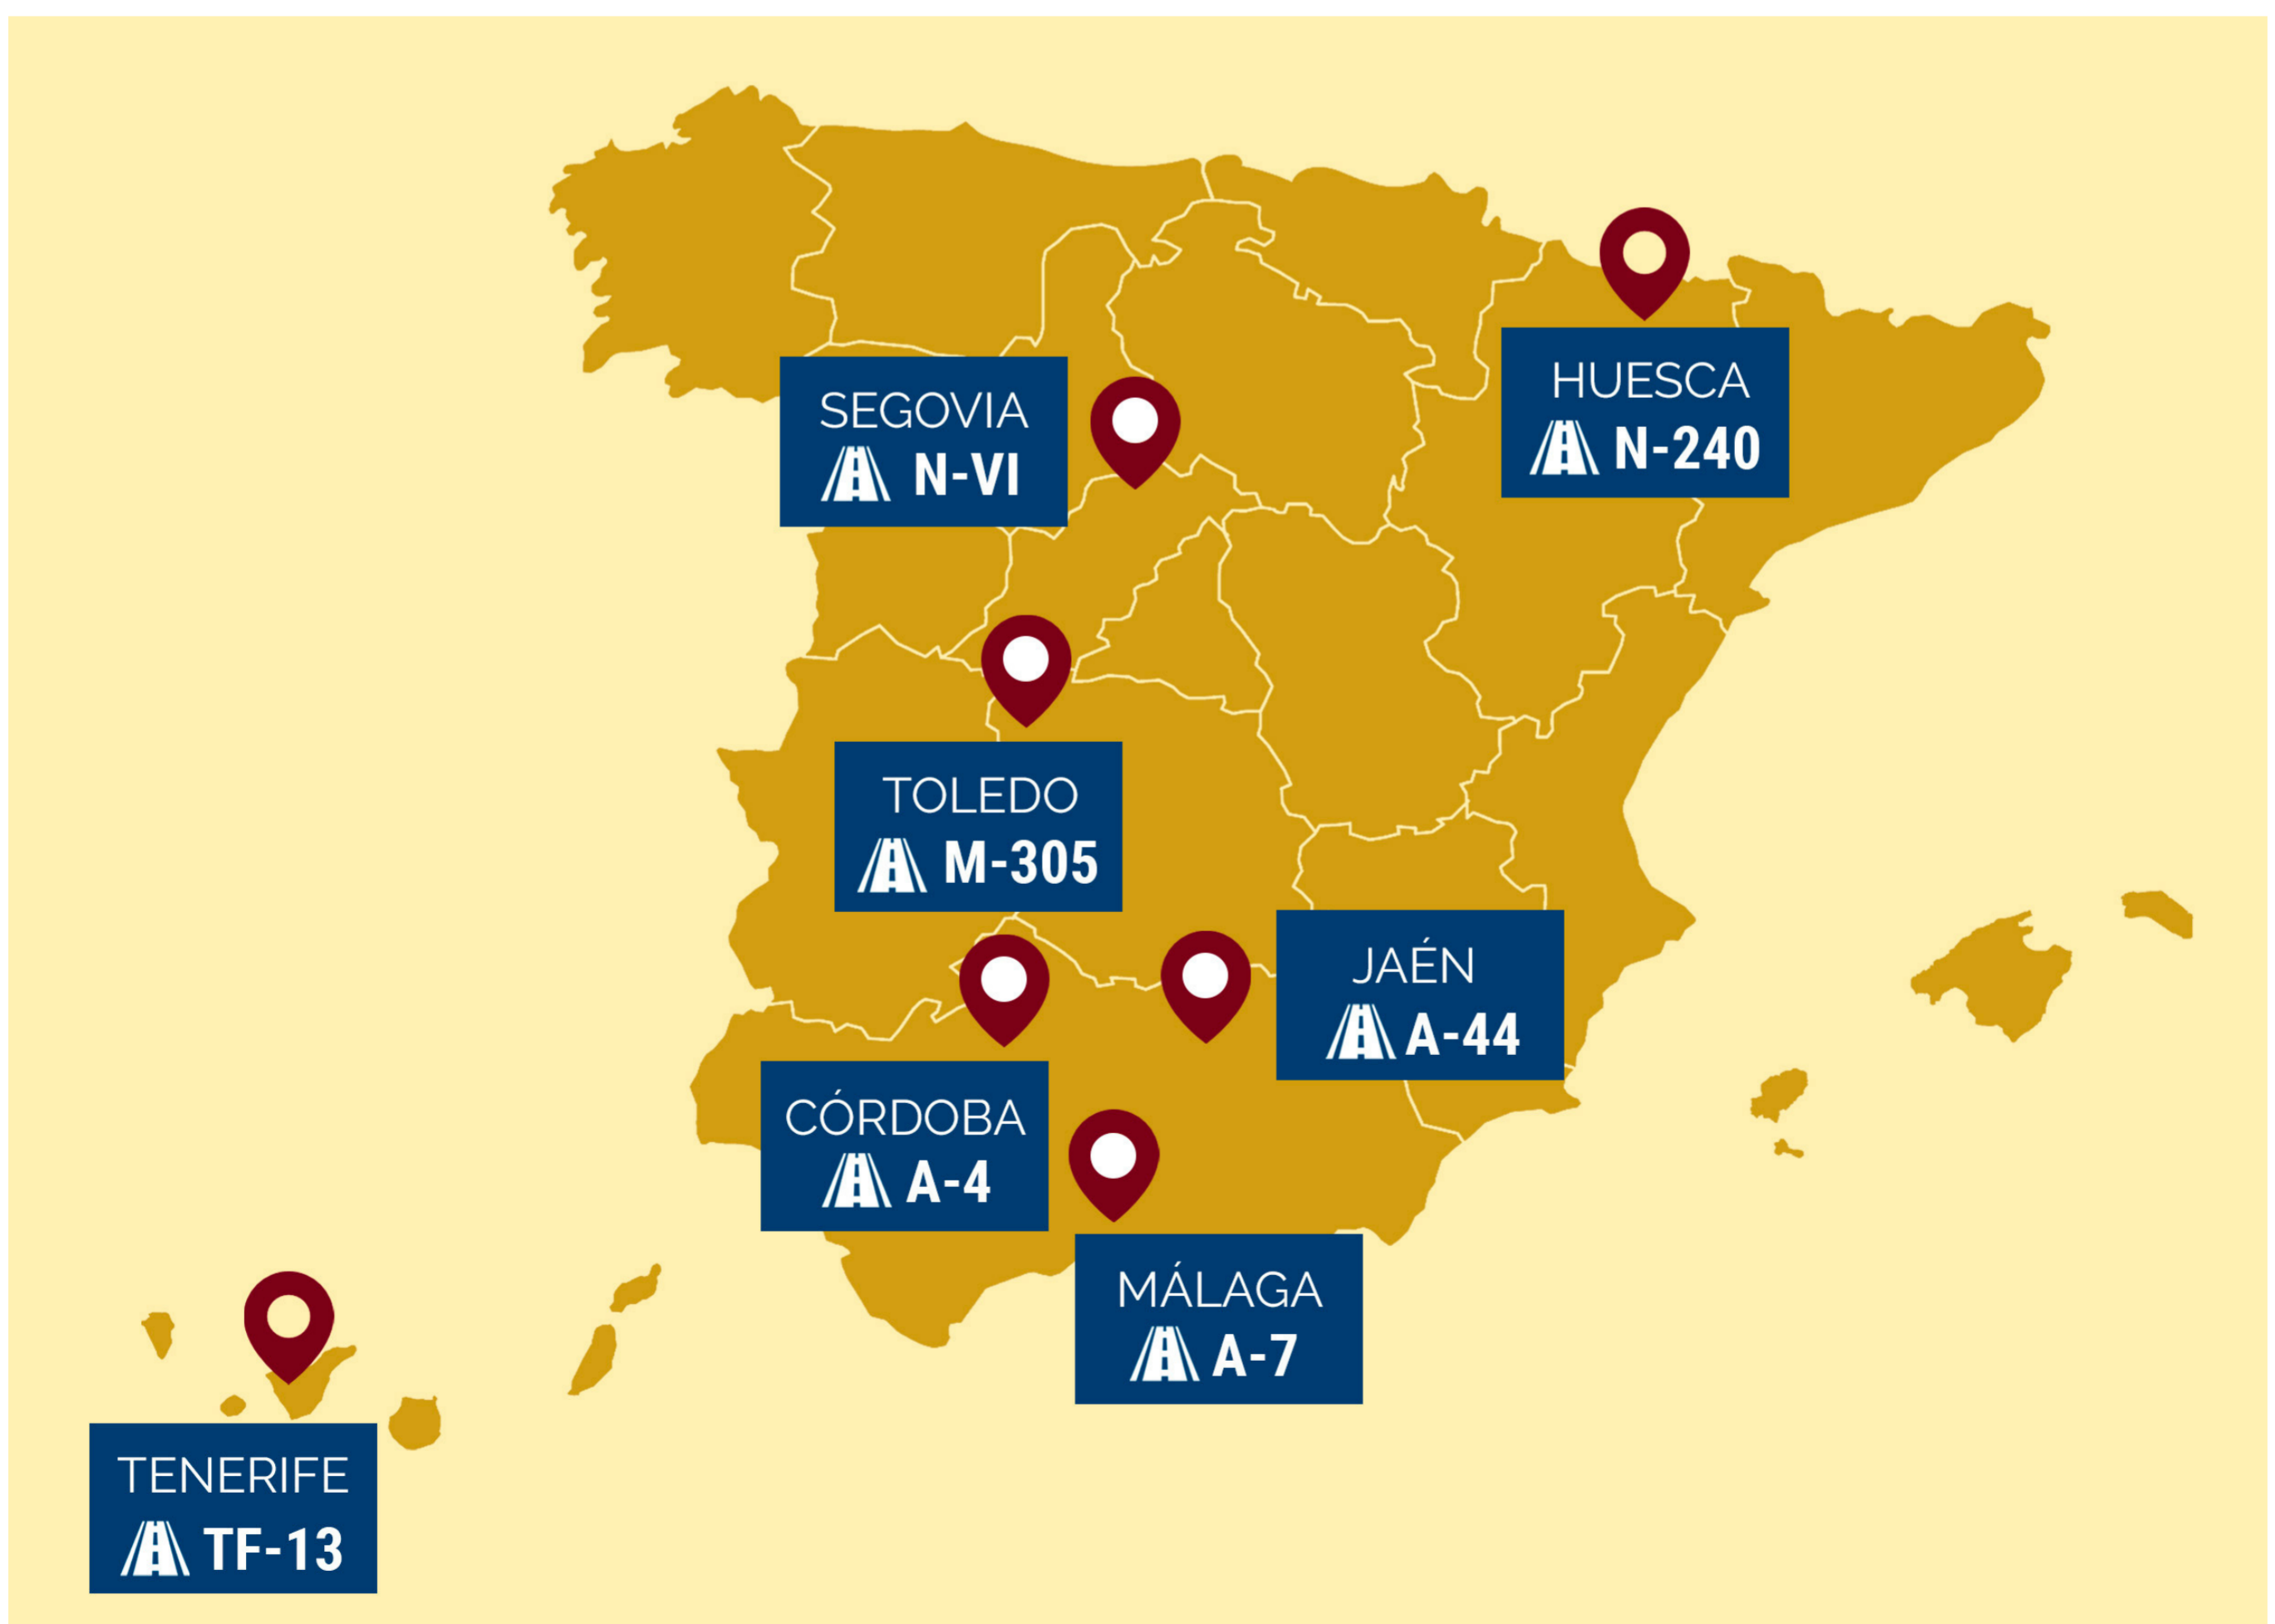 HUESCA
N-240
SEGOVIA
N-VI
TOLEDO
M-305
JAÉN
A-44
CÓRDOBA
A-4
MÁLAGA
A-7
TENERIFE
TF-13